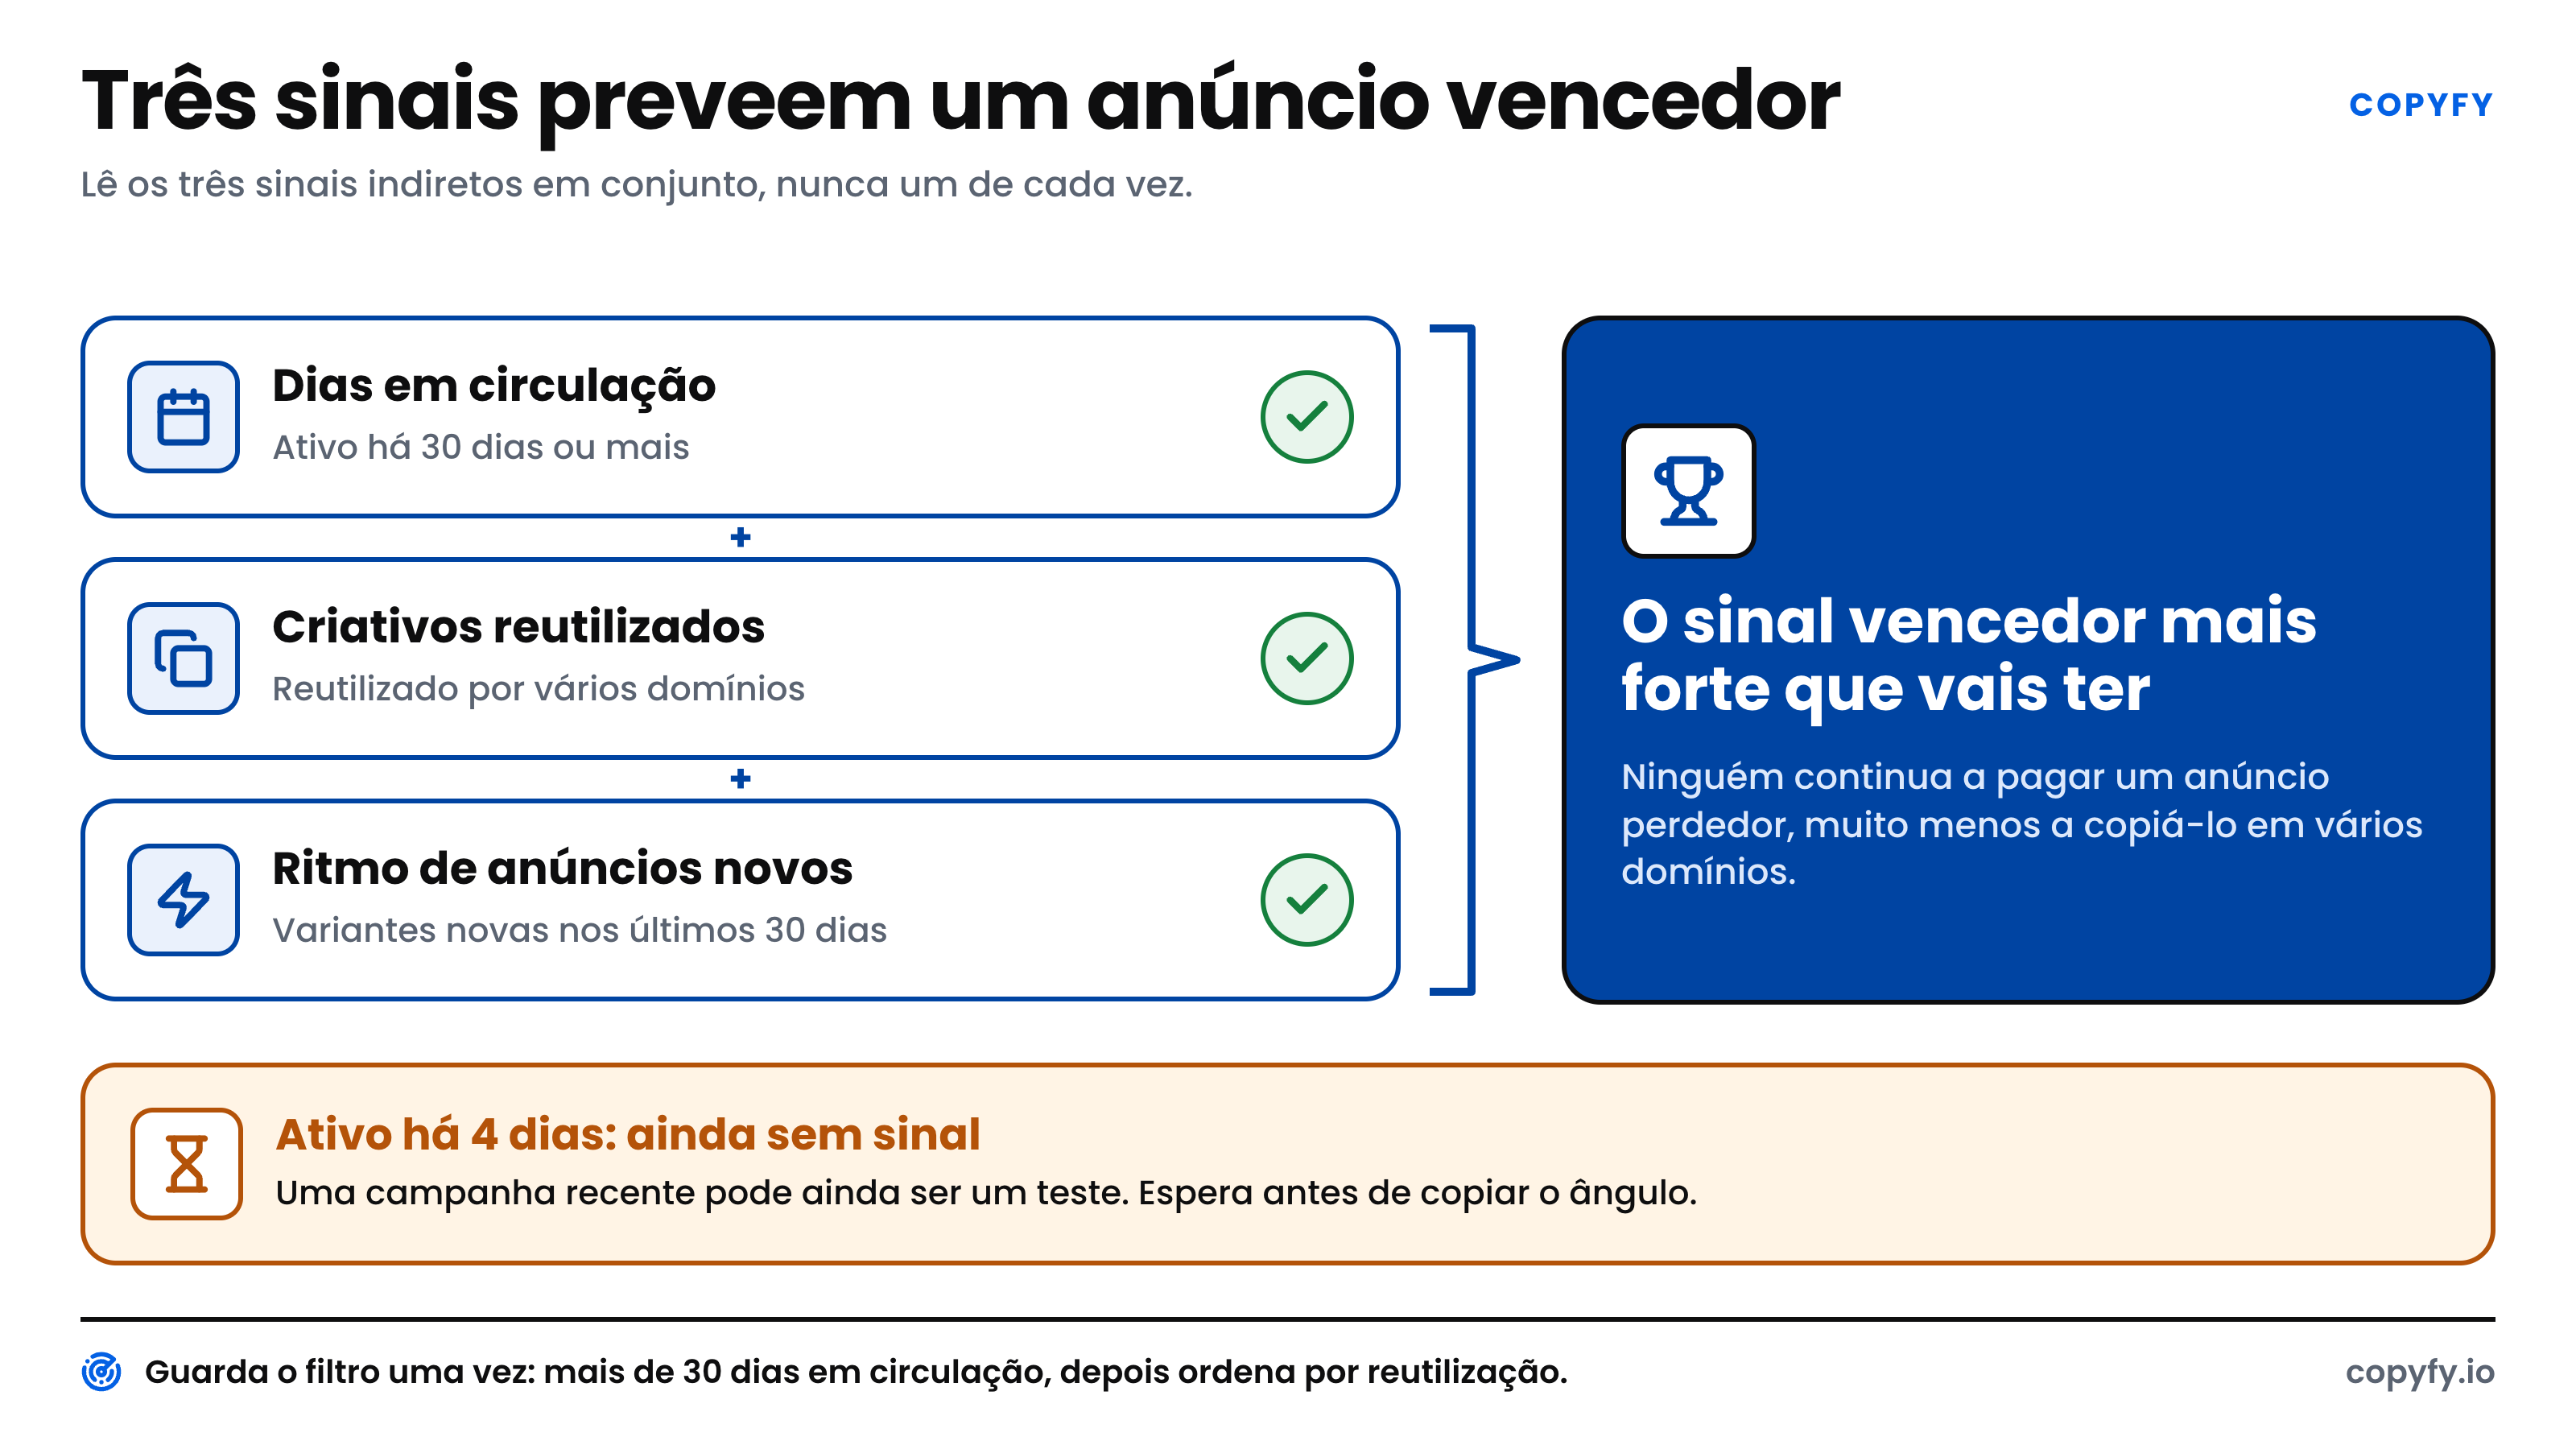 Três sinais preveem um anúncio vencedor
COPYFY
Lê os três sinais indiretos em conjunto, nunca um de cada vez.
Dias em circulação
Ativo há 30 dias ou mais
+
Criativos reutilizados
Reutilizado por vários domínios
+
Ritmo de anúncios novos
Variantes novas nos últimos 30 dias
O sinal vencedor mais
forte que vais ter
Ninguém continua a pagar um anúncio
perdedor, muito menos a copiá-lo em vários
domínios.
Ativo há 4 dias: ainda sem sinal
Uma campanha recente pode ainda ser um teste. Espera antes de copiar o ângulo.
Guarda o filtro uma vez: mais de 30 dias em circulação, depois ordena por reutilização.
copyfy.io